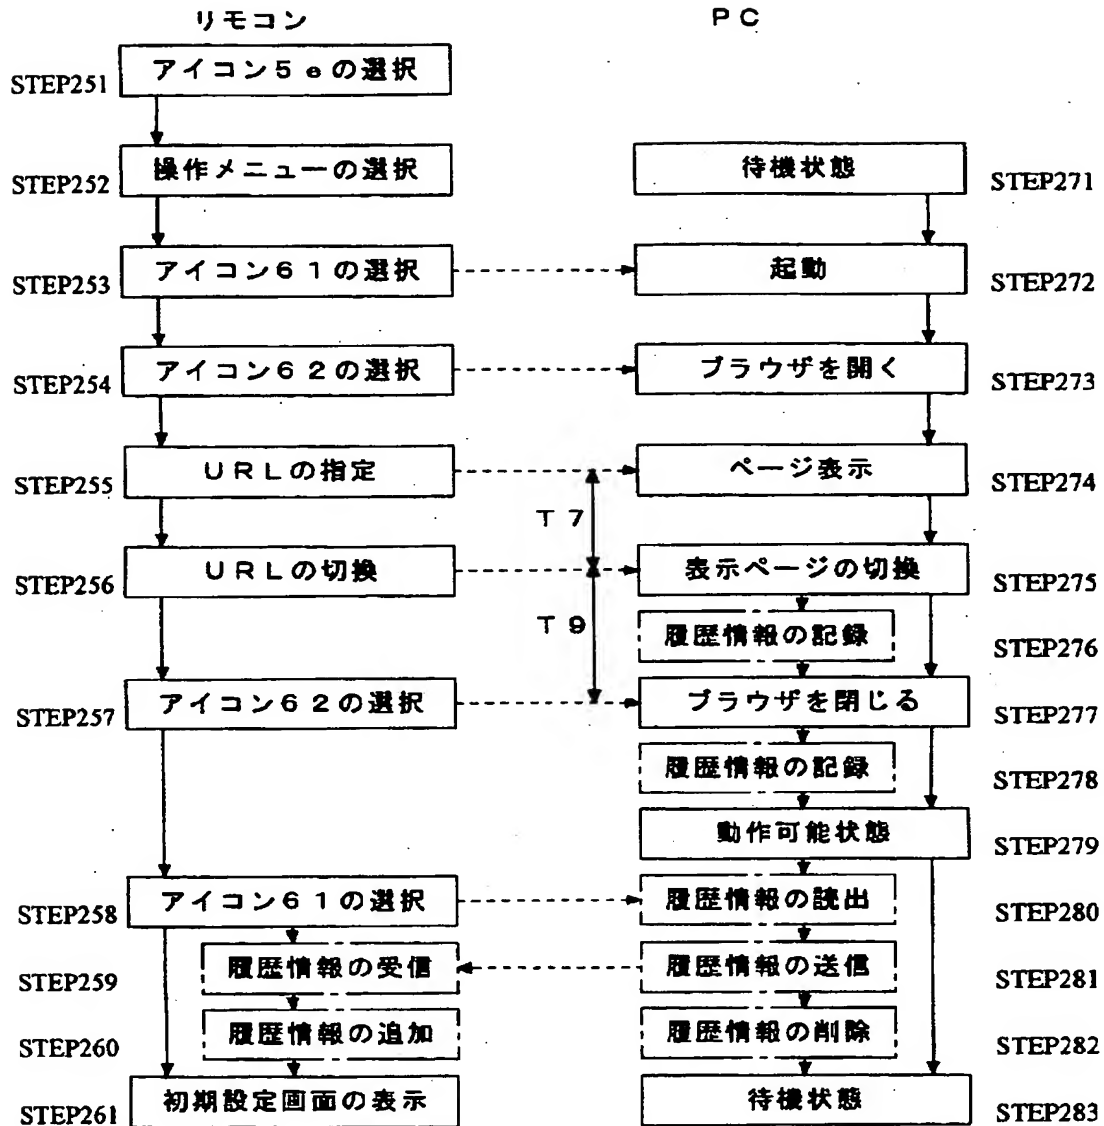 リモコン
ＰＣ
STEP251
アイコン５ｅの選択
STEP252
操作メニューの選択
待機状態
STEP271
STEP253
アイコン６１の選択
起動
STEP272
STEP254
アイコン６２の選択
ブラウザを開く
STEP273
STEP255
ＵＲＬの指定
ページ表示
STEP274
Ｔ７
STEP256
ＵＲＬの切換
表示ページの切換
STEP275
Ｔ９
履歴情報の記録
STEP276
STEP257
アイコン６２の選択
ブラウザを閉じる
STEP277
履歴情報の記録
STEP278
動作可能状態
STEP279
STEP258
アイコン６１の選択
履歴情報の読出
STEP280
STEP259
履歴情報の受信
履歴情報の送信
STEP281
STEP260
履歴情報の追加
履歴情報の削除
STEP282
STEP261
初期設定画面の表示
待機状態
STEP283